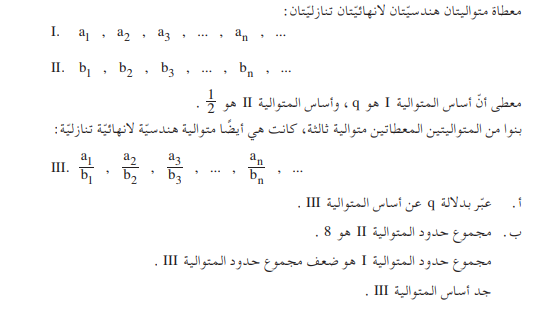 معطاة متواليتان هندسيّتان لانهائيّتان تنازليّتان:
I. a₁ , a₂ , a₃ , ... , aₙ , ...
II. b₁ , b₂ , b₃ , ... , bₙ , ...
معطى أنّ أساس المتوالية I هو q ، وأساس المتوالية II هو 1/2 .
بنوا من المتواليتين المعطاتين متوالية ثالثة، كانت هي أيضًا متوالية هندسيّة لانهائيّة تنازليّة:
III. a₁/b₁ , a₂/b₂ , a₃/b₃ , ... , aₙ/bₙ , ...
أ. عبّر بدلالة q عن أساس المتوالية III .
ب. مجموع حدود المتوالية II هو 8 .
مجموع حدود المتوالية I هو ضعف مجموع حدود المتوالية III .
جد أساس المتوالية III .